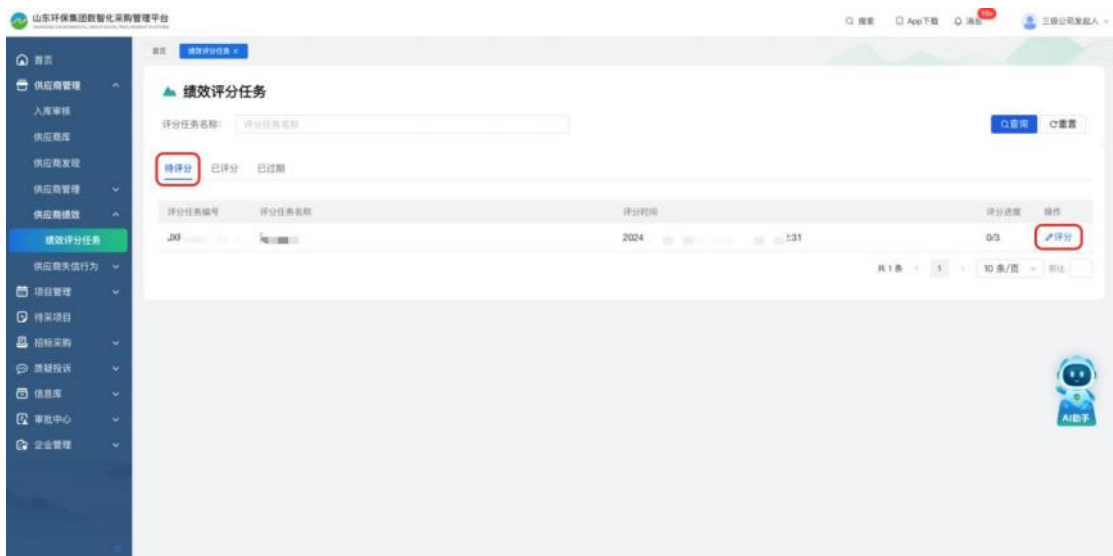 山东环保集团数智化采购管理平台
搜索 App下载 消息 三级公司发起人
首页 绩效评分任务 ×
首页
供应商管理
入库审核
供应商库
供应商发现
供应商管理
供应商绩效
绩效评分任务
供应商失信行为
项目管理
待采项目
招标采购
质疑投诉
信息库
审批中心
企业管理
绩效评分任务
评分任务名称: 评分任务名称 查询 重置
待评分 已评分 已过期
评分任务编号 评分任务名称 评分时间 评分进度 操作
JXF 2024 :31 0/3 评分
共 1 条 1 10 条/页 前往
AI助手